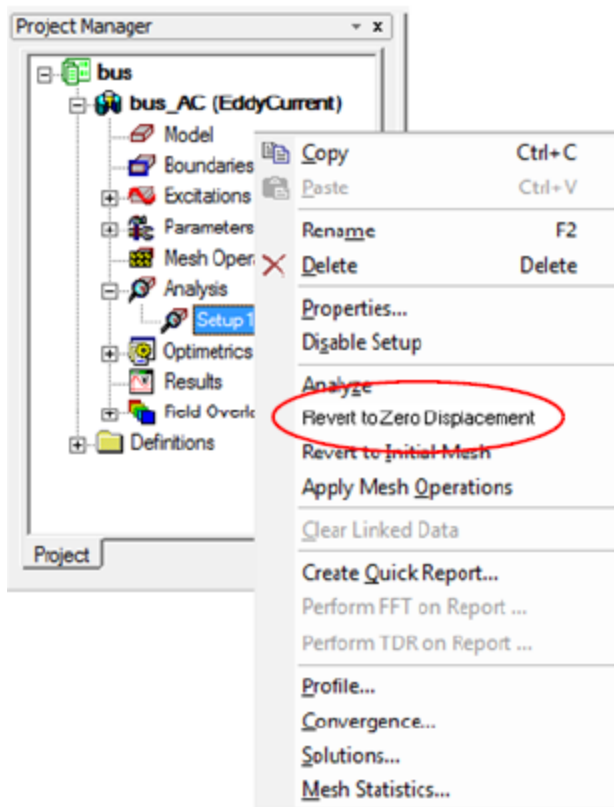 Project Manager
bus
bus_AC (EddyCurrent)
Model
Boundaries
Excitations
Parameters
Mesh Oper
Analysis
Setup 1
Optimetrics
Results
Field Overlo
Definitions
Project
Copy Ctrl+C
Paste Ctrl+V
Rename F2
Delete Delete
Properties...
Disable Setup
Analyze
Revert to Zero Displacement
Revert to Initial Mesh
Apply Mesh Operations
Clear Linked Data
Create Quick Report...
Perform FFT on Report ...
Perform TDR on Report ...
Profile...
Convergence...
Solutions...
Mesh Statistics...